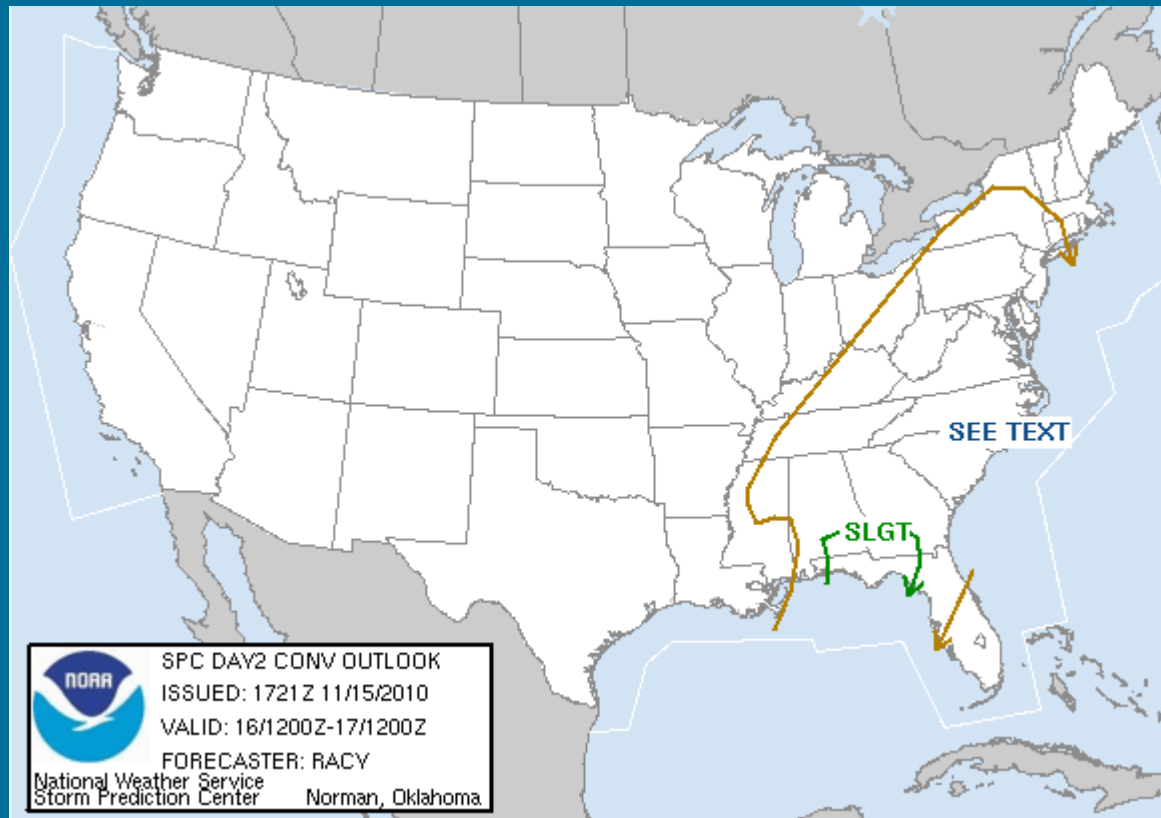 SEE TEXT
SLGT
NOAA
SPC DAY2 CONV OUTLOOK
ISSUED: 1721Z 11/15/2010
VALID: 16/1200Z-17/1200Z
FORECASTER: RACY
National Weather Service
Storm Prediction Center Norman, Oklahoma